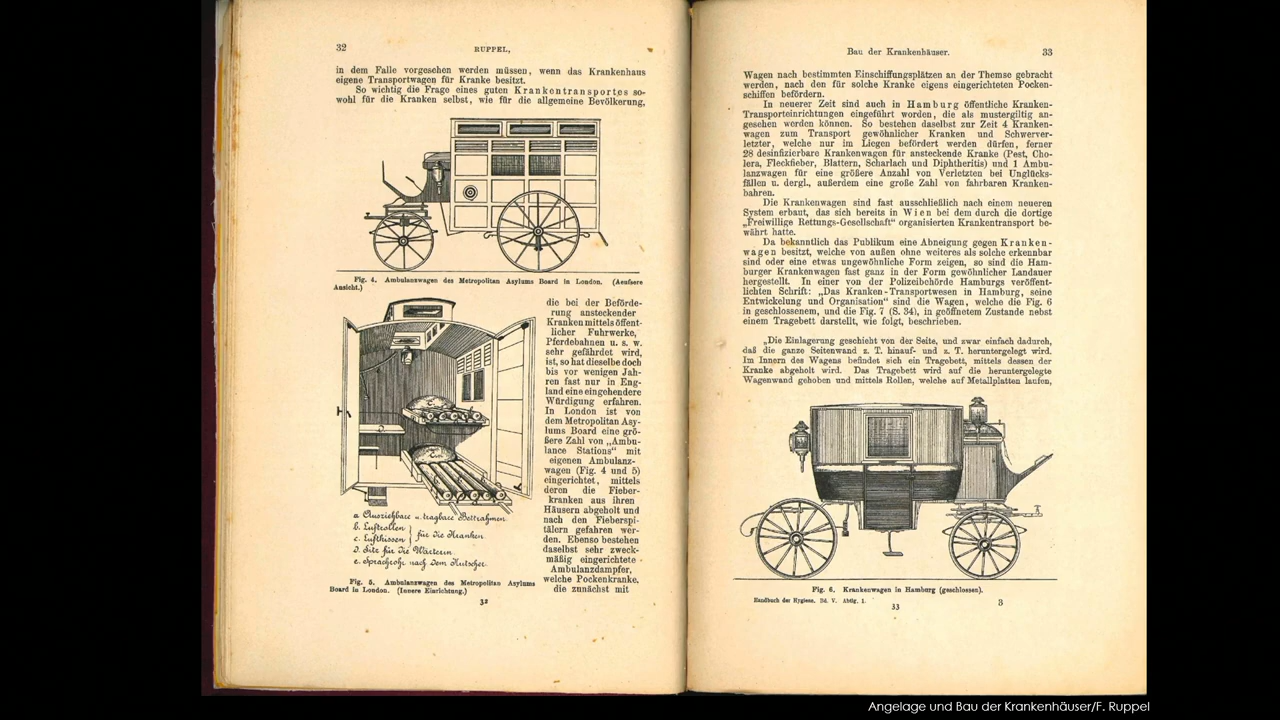 32
RUPPEL,
in dem Falle vorgesehen werden müssen, wenn das Krankenhaus
eigene Transportwagen für Kranke besitzt.
So wichtig die Frage eines guten Krankentransportes so-
wohl für die Kranken selbst, wie für die allgemeine Bevölkerung,
Fig. 4. Ambulanzwagen des Metropolitan Asylums Board in London. (Aeußere
Ansicht.)
die bei der Beförde-
rung ansteckender
Kranken mittels öffent-
licher Fuhrwerke,
Pferdebahnen u. s. w.
sehr gefährdet wird,
ist, so hat dieselbe doch
bis vor wenigen Jah-
ren fast nur in Eng-
land eine eingehendere
Würdigung erfahren.
In London ist von
dem Metropolitan Asy-
lums Board eine grö-
ßere Zahl von „Ambu-
lance Stations“ mit
eigenen Ambulanz-
wagen (Fig. 4 und 5)
eingerichtet, mittels
deren die Fieber-
kranken aus ihren
Häusern abgeholt und
nach den Fieberspi-
tälern gefahren wer-
den. Ebenso bestehen
daselbst sehr zweck-
mäßig eingerichtete
Ambulanzdampfer,
welche Pockenkranke,
die zunächst mit
a Ausziehbare u. tragbare Bettrahmen.
b. Luftrollen
c. Luftkissen
für die Kranken.
d. Sitz für die Wärterin.
e. Sprachrohr nach dem Kutscher.
Fig. 5. Ambulanzwagen des Metropolitan Asylums
Board in London. (Innere Einrichtung.)
32
Bau der Krankenhäuser.
33
Wagen nach bestimmten Einschiffungsplätzen an der Themse gebracht
werden, nach den für solche Kranke eigens eingerichteten Pocken-
schiffen befördern.
In neuerer Zeit sind auch in Hamburg öffentliche Kranken-
Transporteinrichtungen eingeführt worden, die als mustergiltig an-
gesehen werden können. So bestehen daselbst zur Zeit 4 Kranken-
wagen zum Transport gewöhnlicher Kranken und Schwerver-
letzter, welche nur im Liegen befördert werden dürfen, ferner
28 desinfizierbare Krankenwagen für ansteckende Kranke (Pest, Cho-
lera, Fleckfieber, Blattern, Scharlach und Diphtheritis) und 1 Ambu-
lanzwagen für eine größere Anzahl von Verletzten bei Unglücks-
fällen u. dergl., außerdem eine große Zahl von fahrbaren Kranken-
bahren.
Die Krankenwagen sind fast ausschließlich nach einem neueren
System erbaut, das sich bereits in Wien bei dem durch die dortige
„Freiwillige Rettungs-Gesellschaft“ organisierten Krankentransport be-
währt hatte.
Da bekanntlich das Publikum eine Abneigung gegen Kranken-
wagen besitzt, welche von außen ohne weiteres als solche erkennbar
sind oder eine etwas ungewöhnliche Form zeigen, so sind die Ham-
burger Krankenwagen fast ganz in der Form gewöhnlicher Landauer
hergestellt. In einer von der Polizeibehörde Hamburgs veröffent-
lichten Schrift: „Das Kranken-Transportwesen in Hamburg, seine
Entwickelung und Organisation“ sind die Wagen, welche die Fig. 6
in geschlossenem, und die Fig. 7 (S. 34), in geöffnetem Zustande nebst
einem Tragebett darstellt, wie folgt, beschrieben.
„Die Einlagerung geschieht von der Seite, und zwar einfach dadurch,
daß die ganze Seitenwand z. T. hinauf- und z. T. heruntergelegt wird.
Im Innern des Wagens befindet sich ein Tragebett, mittels dessen der
Kranke abgeholt wird. Das Tragebett wird auf die heruntergelegte
Wagenwand gehoben und mittels Rollen, welche auf Metallplatten laufen,
Fig. 6. Krankenwagen in Hamburg (geschlossen).
Handbuch der Hygiene. Bd. V. Abtlg. 1.
3
33
Angelage und Bau der Krankenhäuser/F. Ruppel